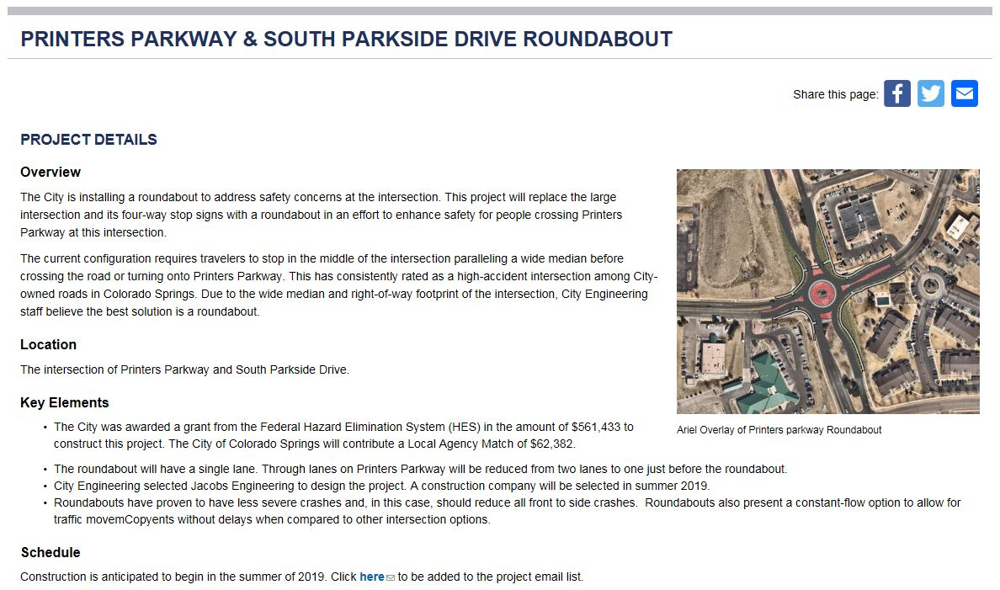 PRINTERS PARKWAY & SOUTH PARKSIDE DRIVE ROUNDABOUT
Share this page:
PROJECT DETAILS
Overview
The City is installing a roundabout to address safety concerns at the intersection. This project will replace the large
intersection and its four-way stop signs with a roundabout in an effort to enhance safety for people crossing Printers
Parkway at this intersection.
The current configuration requires travelers to stop in the middle of the intersection paralleling a wide median before
crossing the road or turning onto Printers Parkway. This has consistently rated as a high-accident intersection among City-
owned roads in Colorado Springs. Due to the wide median and right-of-way footprint of the intersection, City Engineering
staff believe the best solution is a roundabout.
Location
The intersection of Printers Parkway and South Parkside Drive.
Key Elements
• The City was awarded a grant from the Federal Hazard Elimination System (HES) in the amount of $561,433 to
construct this project. The City of Colorado Springs will contribute a Local Agency Match of $62,382.
Ariel Overlay of Printers parkway Roundabout
• The roundabout will have a single lane. Through lanes on Printers Parkway will be reduced from two lanes to one just before the roundabout.
• City Engineering selected Jacobs Engineering to design the project. A construction company will be selected in summer 2019.
• Roundabouts have proven to have less severe crashes and, in this case, should reduce all front to side crashes.  Roundabouts also present a constant-flow option to allow for
traffic movemCopyents without delays when compared to other intersection options.
Schedule
Construction is anticipated to begin in the summer of 2019. Click here to be added to the project email list.